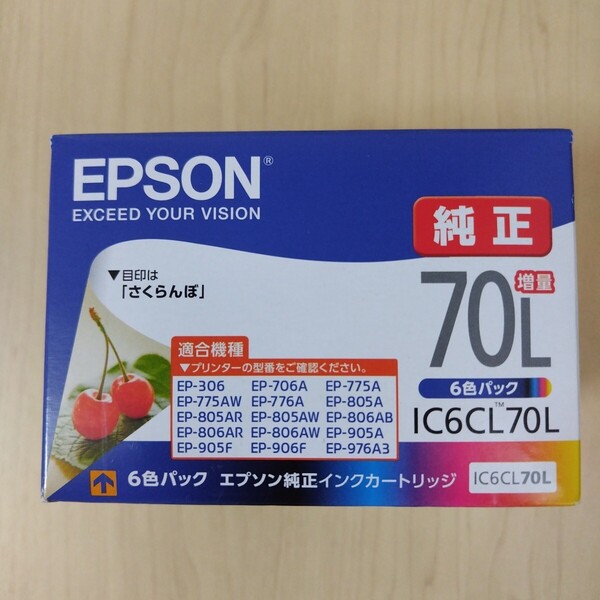 EPSON®
EXCEED YOUR VISION
純正
▼目印は
「さくらんぼ」
70L
増量
6色パック
IC6CL™70L
適合機種
▼プリンターの型番をご確認ください。
EP-306 EP-706A EP-775A
EP-775AW EP-776A EP-805A
EP-805AR EP-805AW EP-806AB
EP-806AR EP-806AW EP-905A
EP-905F EP-906F EP-976A3
6色パック エプソン純正インクカートリッジ IC6CL70L